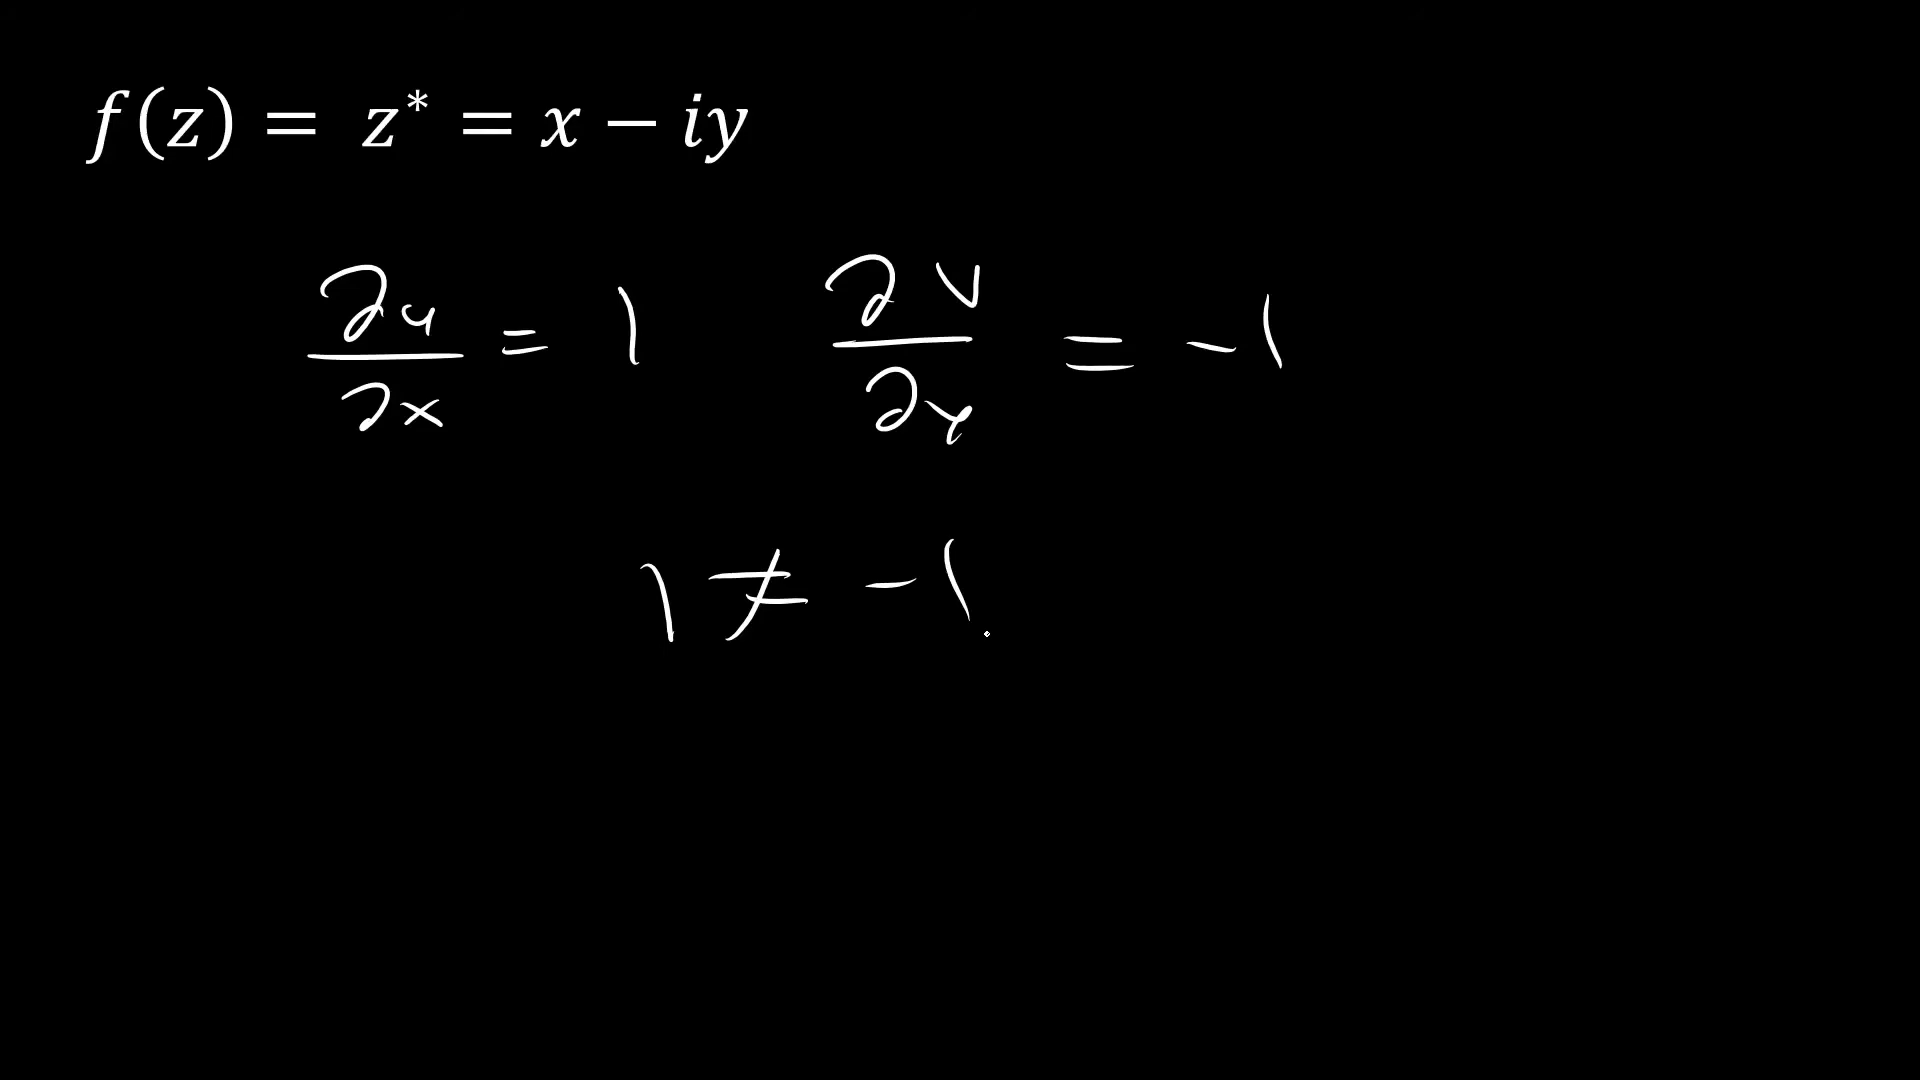 f(z) = z* = x − iy
∂u/∂x = 1 ∂v/∂y = −1
1 ≠ −1.